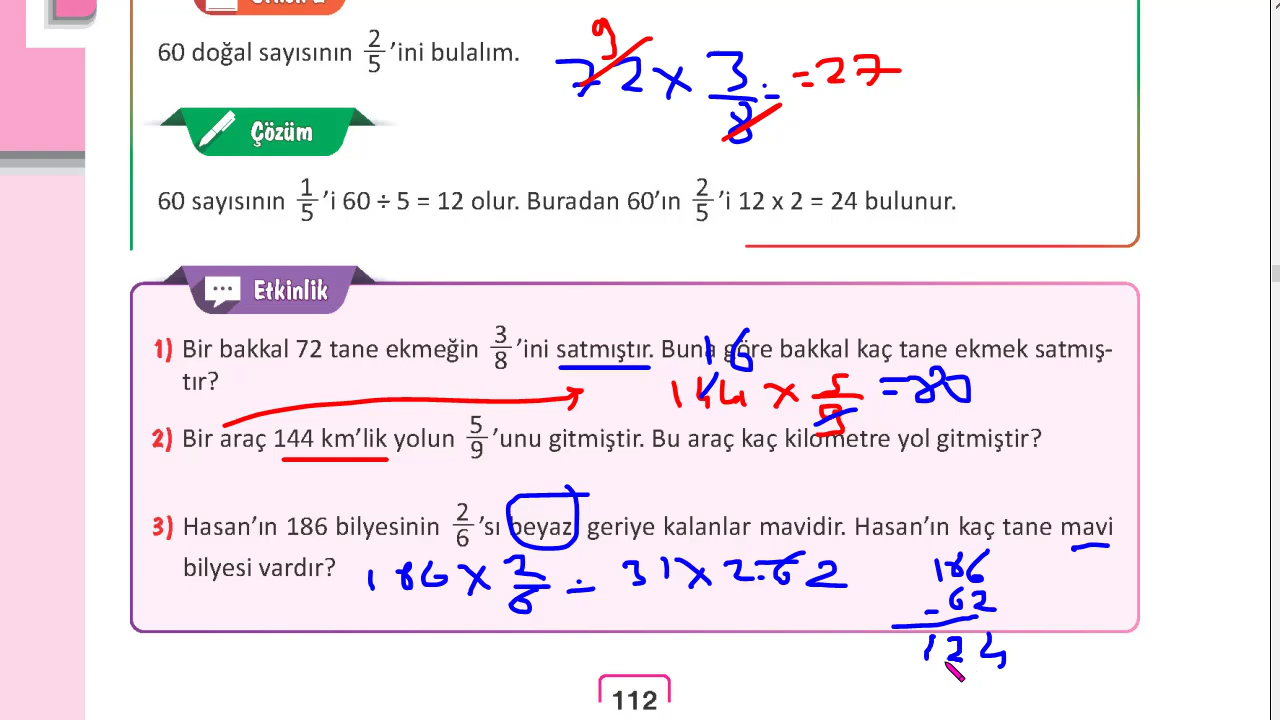 60 doğal sayısının 2/5 'ini bulalım.
9
72 x 3/8 = = 27
Çözüm
60 sayısının 1/5 'i 60 ÷ 5 = 12 olur. Buradan 60'ın 2/5 'i 12 x 2 = 24 bulunur.
Etkinlik
1) Bir bakkal 72 tane ekmeğin 3/8 'ini satmıştır. Buna göre bakkal kaç tane ekmek satmış-
tır?
16
144 x 5/9 = 80
2) Bir araç 144 km'lik yolun 5/9 'unu gitmiştir. Bu araç kaç kilometre yol gitmiştir?
3) Hasan'ın 186 bilyesinin 2/6 'sı beyaz geriye kalanlar mavidir. Hasan'ın kaç tane mavi
bilyesi vardır?
186 x 2/6 = 31 x 2 = 62
186
- 62
124
112